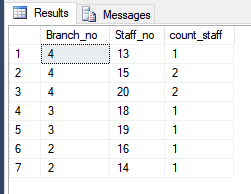 Results Messages
Branch_no Staff_no count_staff
1 4 13 1
2 4 15 2
3 4 20 2
4 3 18 1
5 3 19 1
6 2 16 1
7 2 14 1